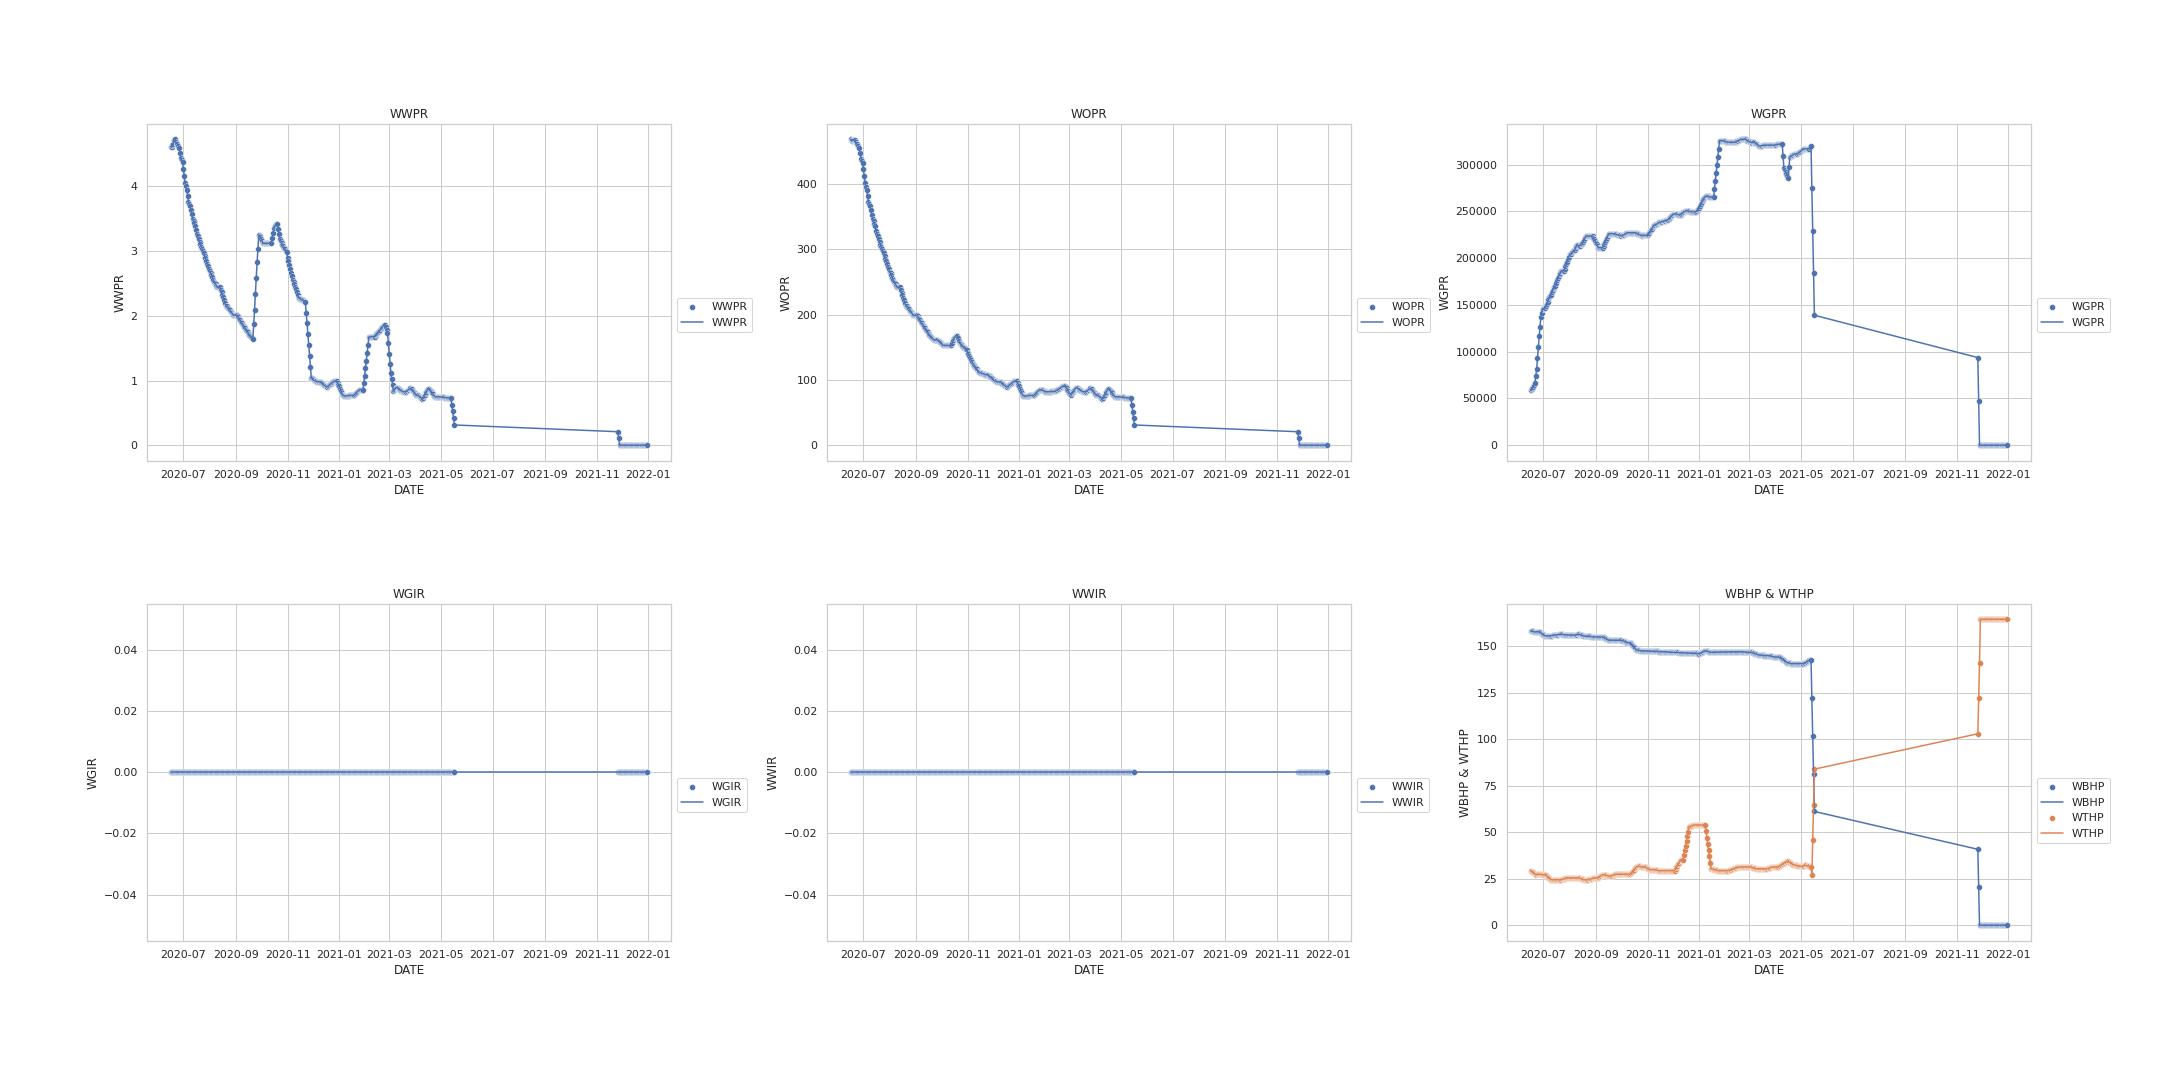 WWPR
WWPR
4
3
2
1
0
2020-07 2020-09 2020-11 2021-01 2021-03 2021-05 2021-07 2021-09 2021-11 2022-01
DATE
WWPR
WWPR
WOPR
WOPR
400
300
200
100
0
2020-07 2020-09 2020-11 2021-01 2021-03 2021-05 2021-07 2021-09 2021-11 2022-01
DATE
WOPR
WOPR
WGPR
WGPR
300000
250000
200000
150000
100000
50000
0
2020-07 2020-09 2020-11 2021-01 2021-03 2021-05 2021-07 2021-09 2021-11 2022-01
DATE
WGPR
WGPR
WGIR
WGIR
0.04
0.02
0.00
−0.02
−0.04
2020-07 2020-09 2020-11 2021-01 2021-03 2021-05 2021-07 2021-09 2021-11 2022-01
DATE
WGIR
WGIR
WWIR
WWIR
0.04
0.02
0.00
−0.02
−0.04
2020-07 2020-09 2020-11 2021-01 2021-03 2021-05 2021-07 2021-09 2021-11 2022-01
DATE
WWIR
WWIR
WBHP & WTHP
WBHP & WTHP
150
125
100
75
50
25
0
2020-07 2020-09 2020-11 2021-01 2021-03 2021-05 2021-07 2021-09 2021-11 2022-01
DATE
WBHP
WBHP
WTHP
WTHP